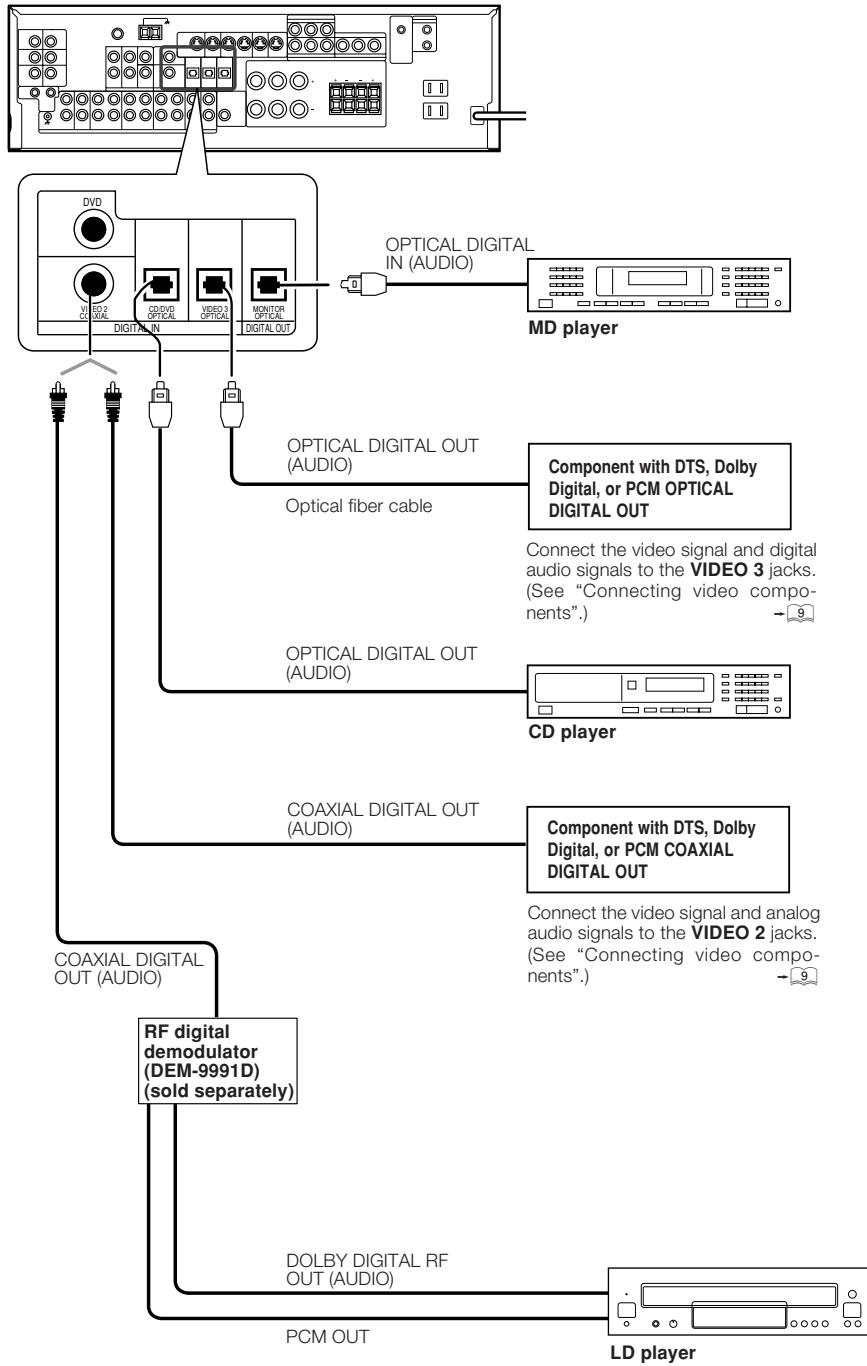 DVD
VIDEO 2
COAXIAL
CD/DVD
OPTICAL
VIDEO 3
OPTICAL
MONITOR
OPTICAL
DIGITAL IN
DIGITAL OUT
OPTICAL DIGITAL
IN (AUDIO)
MD player
OPTICAL DIGITAL OUT
(AUDIO)
Optical fiber cable
Component with DTS, Dolby
Digital, or PCM OPTICAL
DIGITAL OUT
Connect the video signal and digital
audio signals to the VIDEO 3 jacks.
(See “Connecting video compo-
nents”.) → 9
OPTICAL DIGITAL OUT
(AUDIO)
CD player
COAXIAL DIGITAL OUT
(AUDIO)
Component with DTS, Dolby
Digital, or PCM COAXIAL
DIGITAL OUT
Connect the video signal and analog
audio signals to the VIDEO 2 jacks.
(See “Connecting video compo-
nents”.) → 9
COAXIAL DIGITAL
OUT (AUDIO)
RF digital
demodulator
(DEM-9991D)
(sold separately)
DOLBY DIGITAL RF
OUT (AUDIO)
PCM OUT
LD player